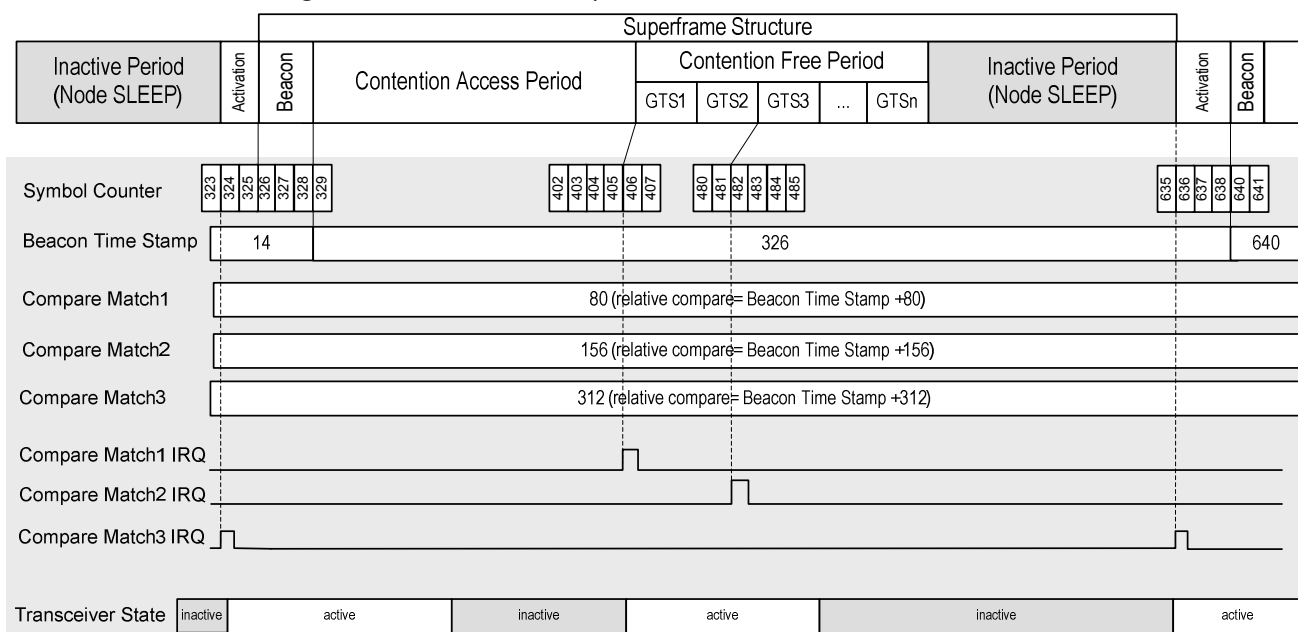 Superframe Structure
Inactive Period
(Node SLEEP)
Activation
Beacon
Contention Access Period
Contention Free Period
GTS1 GTS2 GTS3 ... GTSn
Inactive Period
(Node SLEEP)
Activation
Beacon
Symbol Counter 323 324 325 326 327 328 329 402 403 404 405 406 407 480 481 482 483 484 485 635 636 637 638 640 641
Beacon Time Stamp 14 326 640
Compare Match1 80 (relative compare= Beacon Time Stamp +80)
Compare Match2 156 (relative compare= Beacon Time Stamp +156)
Compare Match3 312 (relative compare= Beacon Time Stamp +312)
Compare Match1 IRQ
Compare Match2 IRQ
Compare Match3 IRQ
Transceiver State inactive active inactive active inactive active